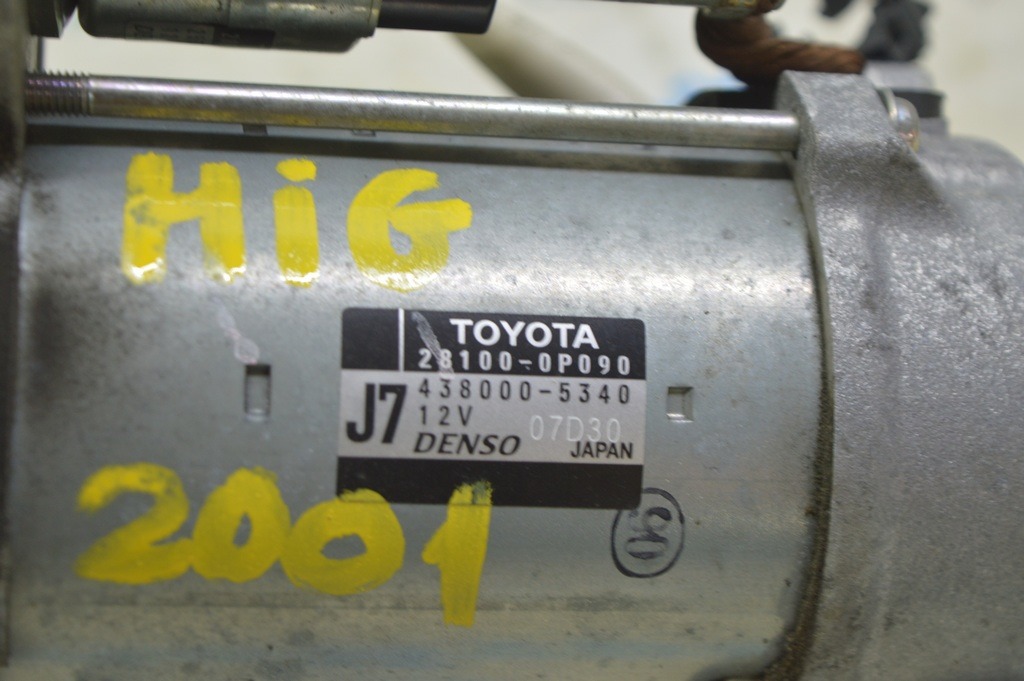 HiG
TOYOTA
28100-0P090
J7
438000-5340
12V
07D30
DENSO
JAPAN
2001